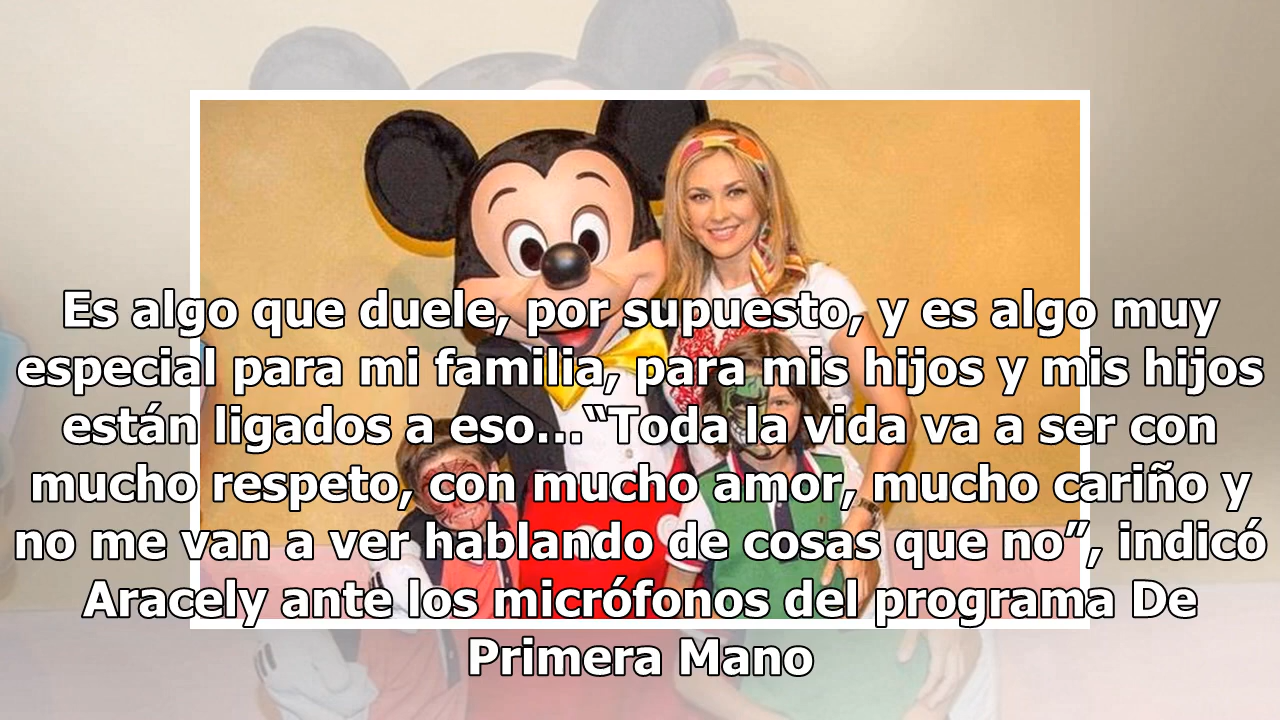 Es algo que duele, por supuesto, y es algo muy
especial para mi familia, para mis hijos y mis hijos
están ligados a eso...“Toda la vida va a ser con
mucho respeto, con mucho amor, mucho cariño y
no me van a ver hablando de cosas que no”, indicó
Aracely ante los micrófonos del programa De
Primera Mano